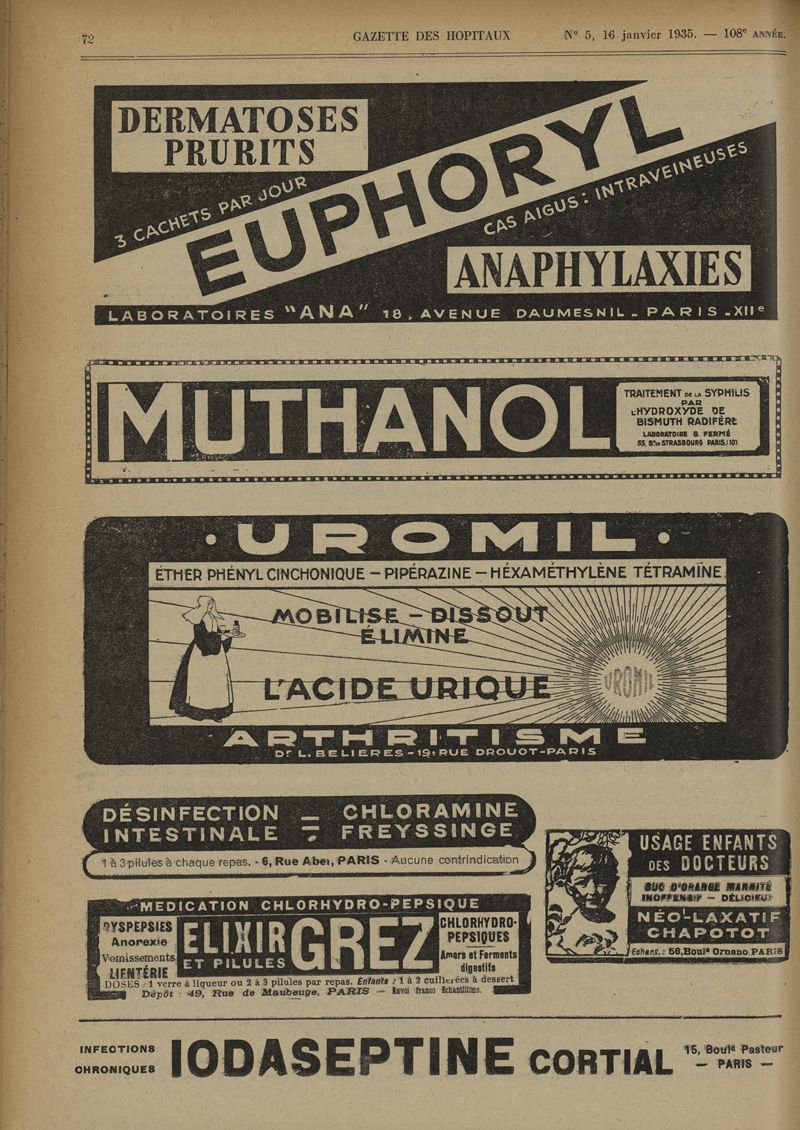 72 GAZETTE DES HOPITAUX N° 5, 16 janvier 1935. — 108e ANNÉE.
DERMATOSES
PRURITS
3 CACHETS PAR JOUR
EUPHORYL
CAS AIGUS : INTRAVEINEUSES
ANAPHYLAXIES
LABORATOIRES "ANA" 18, AVENUE DAUMESNIL - PARIS - XIIe
MUTHANOL
TRAITEMENT DE LA SYPHILIS
PAR
L'HYDROXYDE DE
BISMUTH RADIFÈRE
LABORATOIRE G. FERMÉ
55, Bd DE STRASBOURG PARIS (10)
• UROMIL •
ÉTHER PHÉNYL CINCHONIQUE — PIPÉRAZINE — HÉXAMÉTHYLÈNE TÉTRAMINE
MOBILISE — DISSOUT
ÉLIMINE
L'ACIDE URIQUE
UROMIL
ARTHRITISME
Dr L. BELIERES - 19, RUE DROUOT - PARIS
DÉSINFECTION = CHLORAMINE
INTESTINALE FREYSSINGE
1 à 3 pilules à chaque repas. - 6, Rue Abel, PARIS - Aucune contrindication
MEDICATION CHLORHYDRO-PEPSIQUE
DYSPEPSIES
Anorexie
Vomissements
LIENTÉRIE
ELIXIR
ET PILULES
GREZ
CHLORHYDRO-
PEPSIQUES
Amers et Ferments
digestifs
DOSES : 1 verre à liqueur ou 2 à 3 pilules par repas. Enfants : 1 à 2 cuillerées à dessert
Dépôt : 49, Rue de Maubeuge, PARIS — Envoi franco Échantillons.
USAGE ENFANTS
DES DOCTEURS
SUC D'ORANGE MANNITÉ
INOFFENSIF — DÉLICIEUX
NÉO-LAXATIF
CHAPOTOT
Échant. : 56, Boul.d Ornano PARIS
INFECTIONS
CHRONIQUES
IODASEPTINE CORTIAL
15, Boul.d Pasteur
— PARIS —